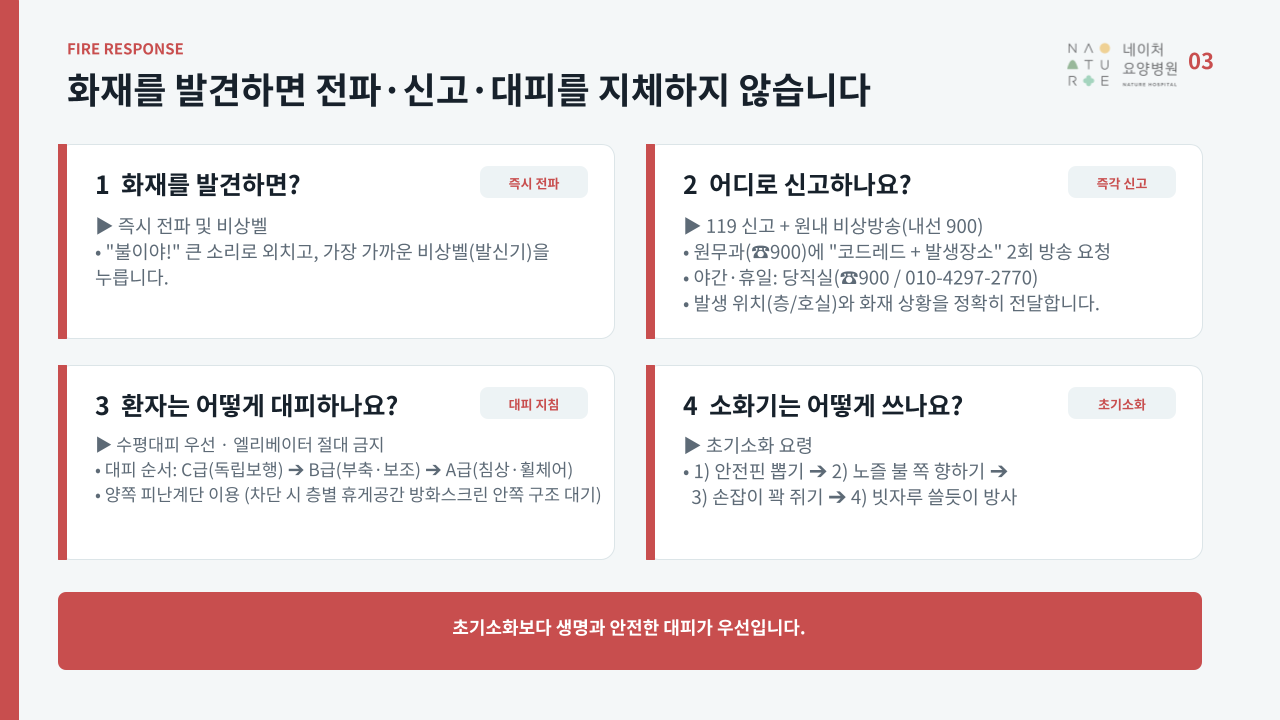 FIRE RESPONSE
화재를 발견하면 전파·신고·대피를 지체하지 않습니다
NATURE
네이처
요양병원
NATURE HOSPITAL
03
1 화재를 발견하면?
즉시 전파
▶ 즉시 전파 및 비상벨
• "불이야!" 큰 소리로 외치고, 가장 가까운 비상벨(발신기)을
누릅니다.
2 어디로 신고하나요?
즉각 신고
▶ 119 신고 + 원내 비상방송(내선 900)
• 원무과(☎900)에 "코드레드 + 발생장소" 2회 방송 요청
• 야간·휴일: 당직실(☎900 / 010-4297-2770)
• 발생 위치(층/호실)와 화재 상황을 정확히 전달합니다.
3 환자는 어떻게 대피하나요?
대피 지침
▶ 수평대피 우선 · 엘리베이터 절대 금지
• 대피 순서: C급(독립보행) ➔ B급(부축·보조) ➔ A급(침상·휠체어)
• 양쪽 피난계단 이용 (차단 시 층별 휴게공간 방화스크린 안쪽 구조 대기)
4 소화기는 어떻게 쓰나요?
초기소화
▶ 초기소화 요령
• 1) 안전핀 뽑기 ➔ 2) 노즐 불 쪽 향하기 ➔
3) 손잡이 꽉 쥐기 ➔ 4) 빗자루 쓸듯이 방사
초기소화보다 생명과 안전한 대피가 우선입니다.